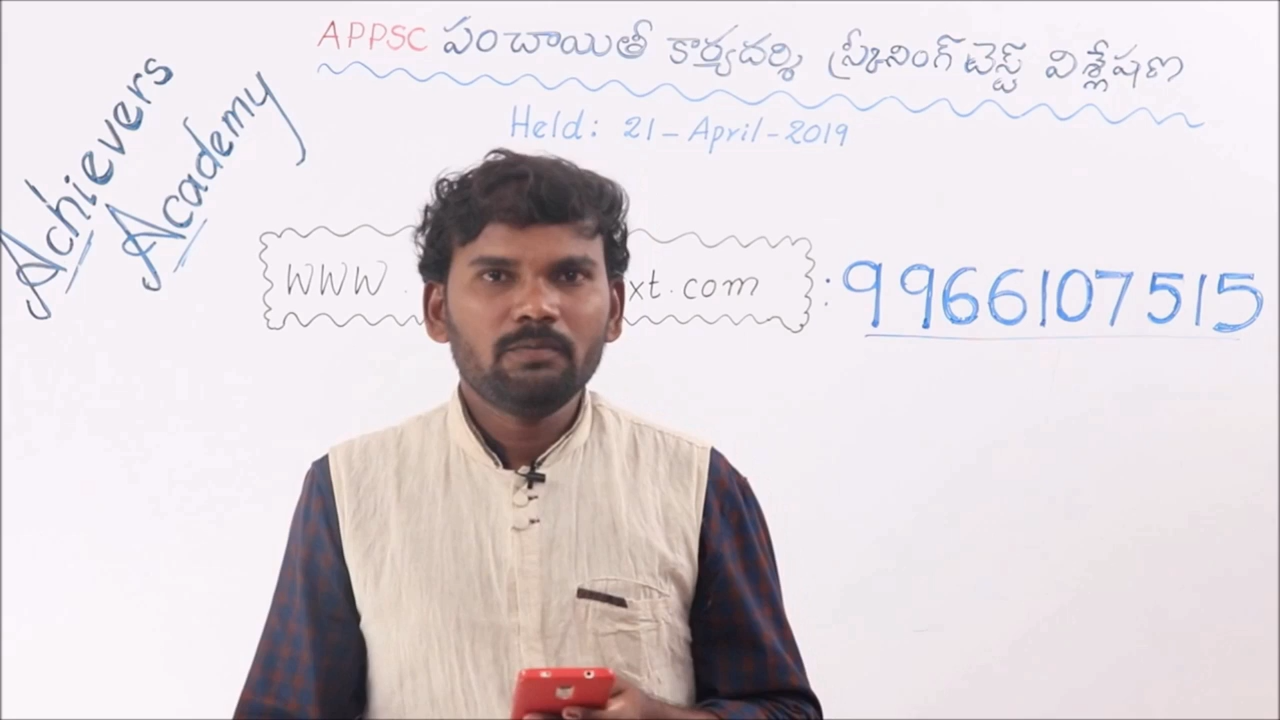 APPSC పంచాయితీ కార్యదర్శి స్క్రీనింగ్ టెస్ట్ విశ్లేషణ
Held: 21-April-2019
Achievers
Academy
WWW. xt.com : 9966107515